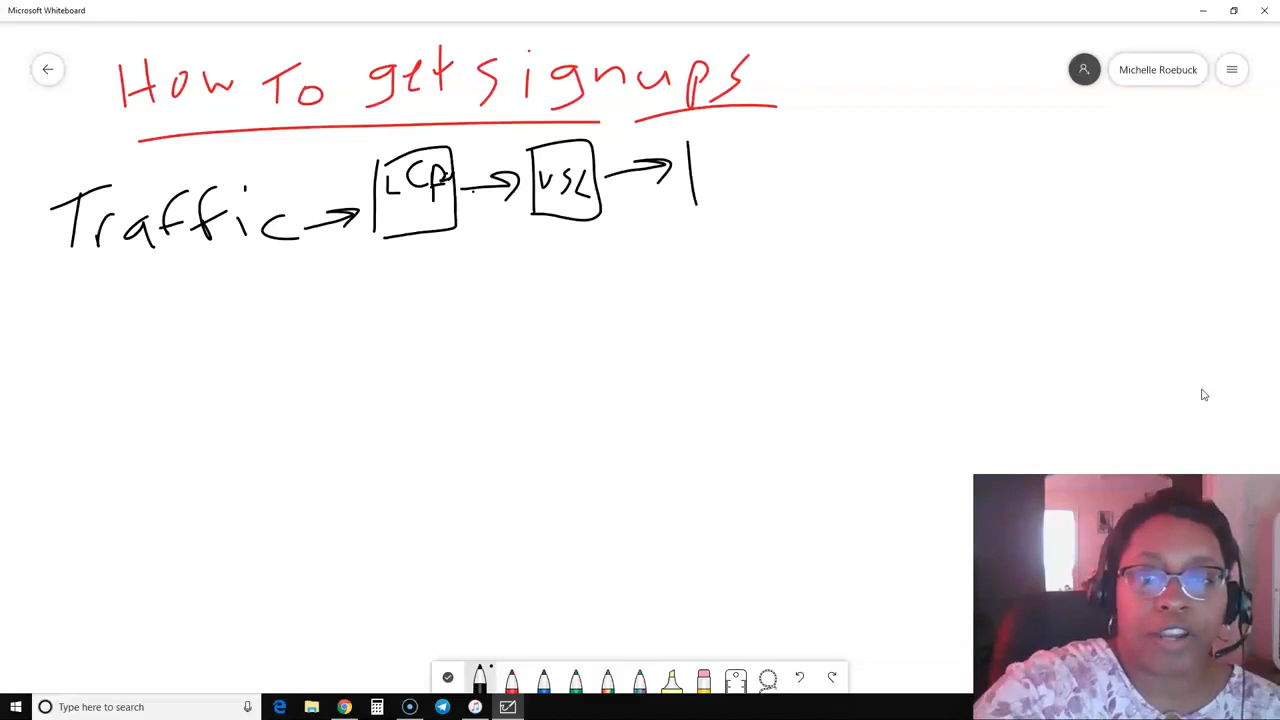 Microsoft Whiteboard
How To get signups
Michelle Roebuck
Traffic → LCP → VSL →
Type here to search